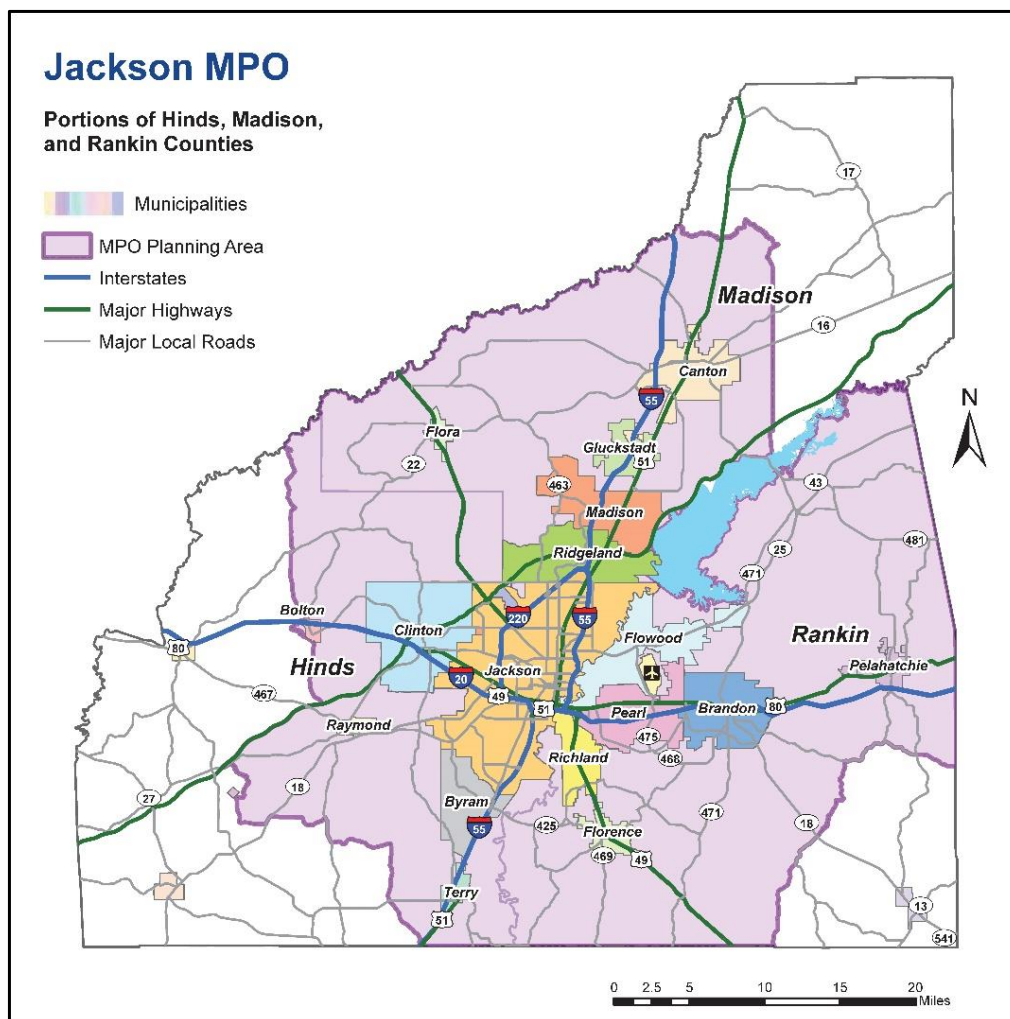 Jackson MPO
Portions of Hinds, Madison,
and Rankin Counties
Municipalities
MPO Planning Area
Interstates
Major Highways
Major Local Roads
17
Madison
16
Canton
55
N
Flora
Gluckstadt
51
22
463
43
Madison
481
25
Ridgeland
471
Bolton
220
55
Clinton
Flowood
Rankin
80
Hinds
Jackson
Pelahatchie
20
467
49
51
Pearl
Brandon
80
Raymond
475
Richland
468
27
18
Byram
471
18
55
425
Florence
469
49
Terry
51
13
541
0 2.5 5 10 15 20
Miles